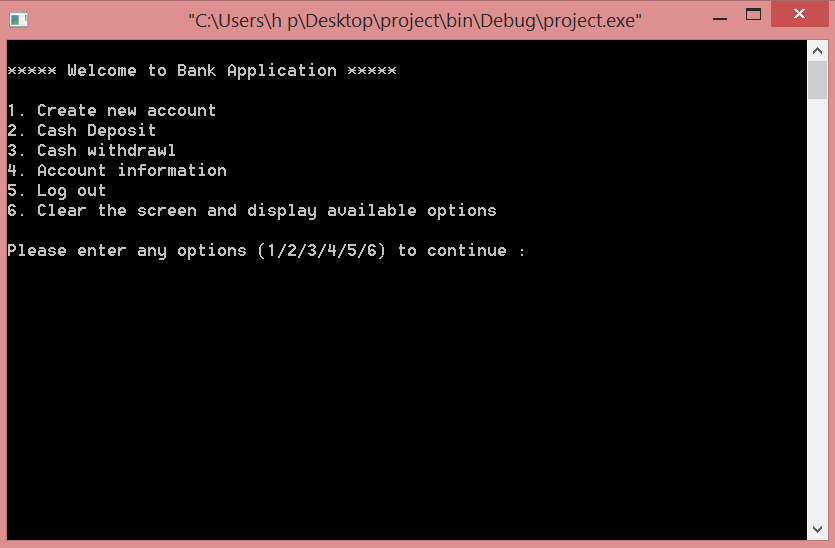 "C:\Users\h p\Desktop\project\bin\Debug\project.exe"
***** Welcome to Bank Application *****
1. Create new account
2. Cash Deposit
3. Cash withdrawl
4. Account information
5. Log out
6. Clear the screen and display available options
Please enter any options (1/2/3/4/5/6) to continue :